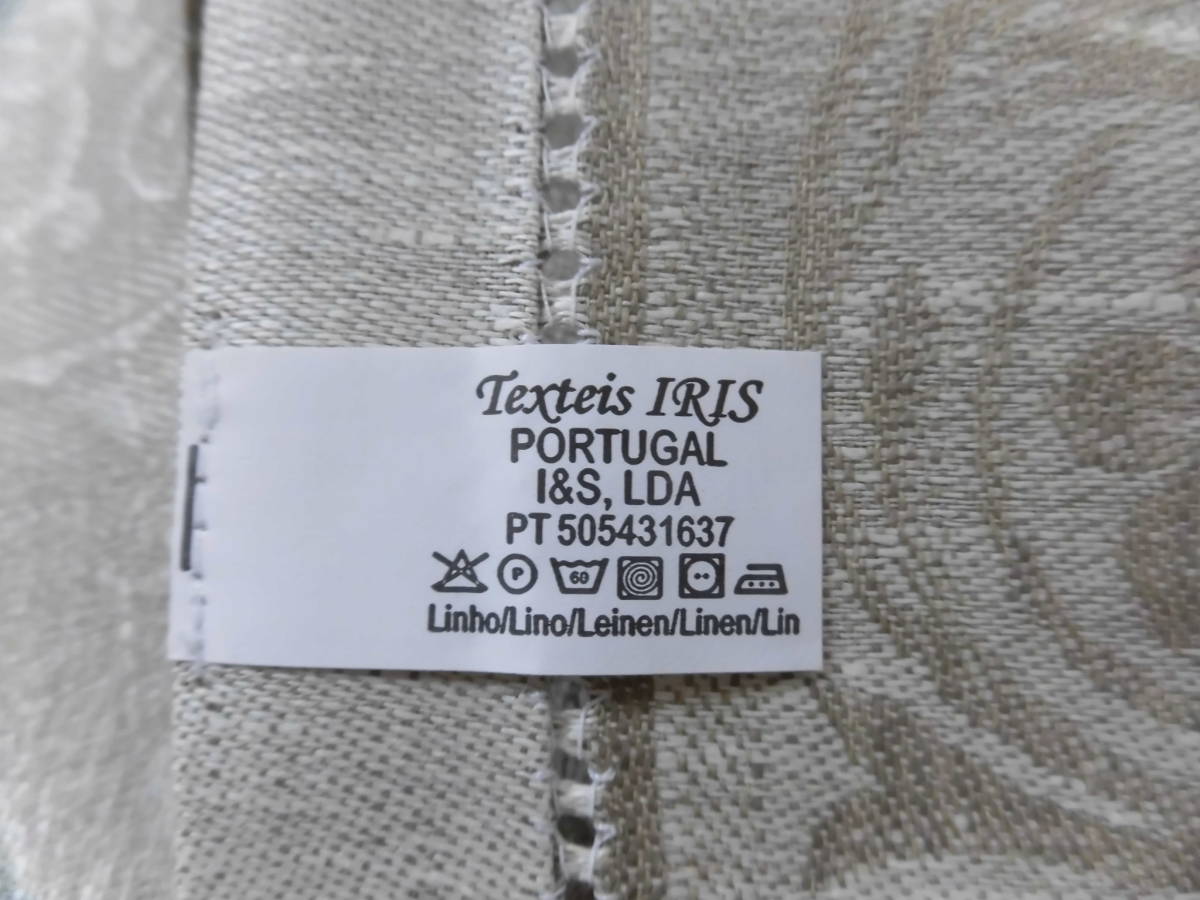 Texteis IRIS
PORTUGAL
I&S, LDA
PT 505431637
P 60
Linho/Lino/Leinen/Linen/Lin